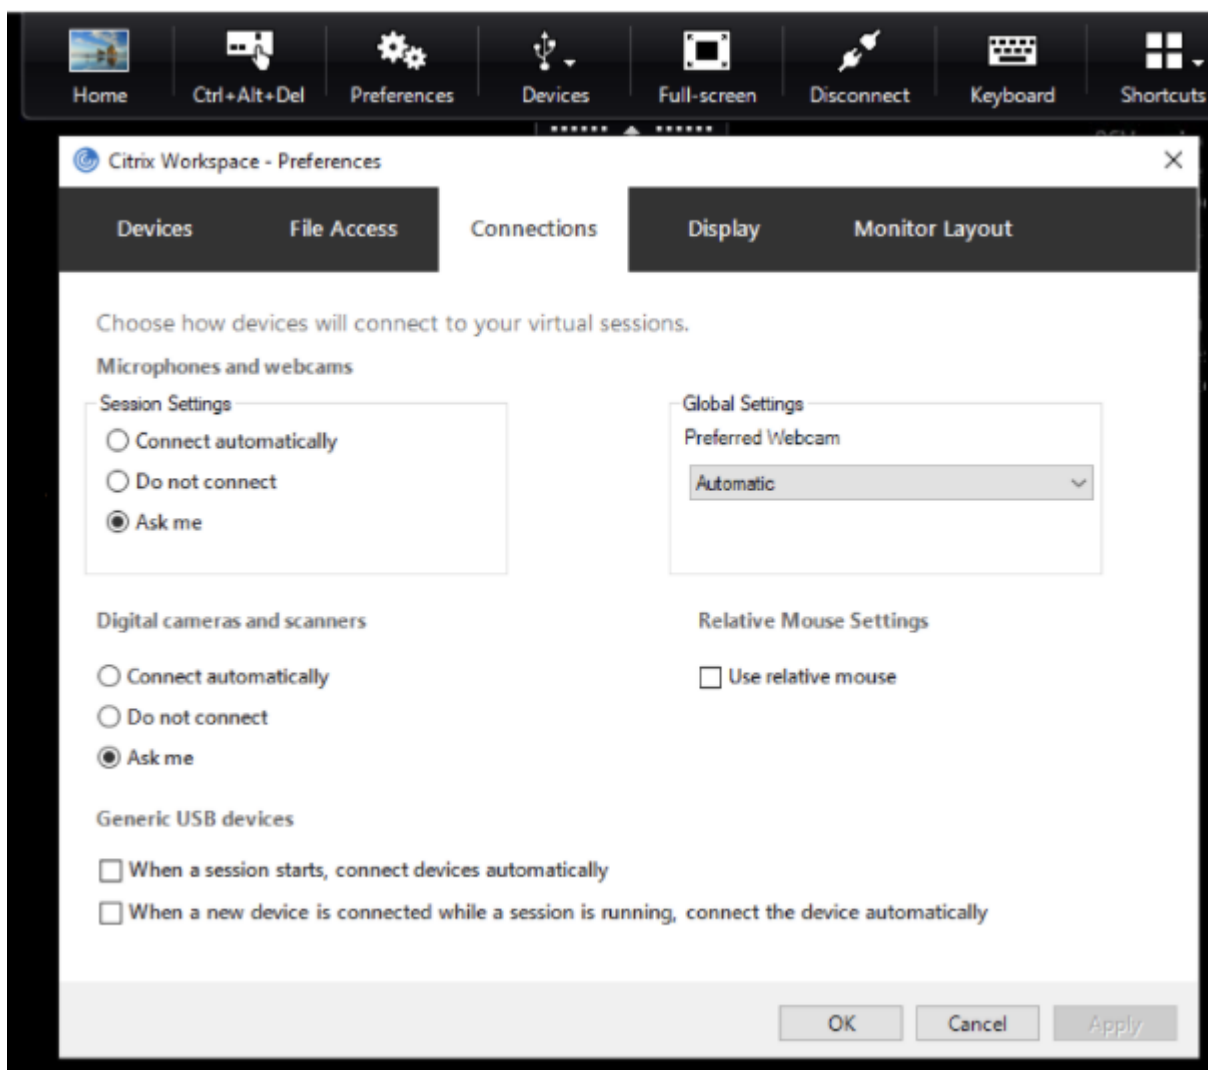 Home Ctrl+Alt+Del Preferences Devices Full-screen Disconnect Keyboard Shortcuts
Citrix Workspace - Preferences
Devices File Access Connections Display Monitor Layout
Choose how devices will connect to your virtual sessions.
Microphones and webcams
Session Settings
Connect automatically
Do not connect
Ask me
Global Settings
Preferred Webcam
Automatic
Digital cameras and scanners
Connect automatically
Do not connect
Ask me
Relative Mouse Settings
Use relative mouse
Generic USB devices
When a session starts, connect devices automatically
When a new device is connected while a session is running, connect the device automatically
OK Cancel Apply